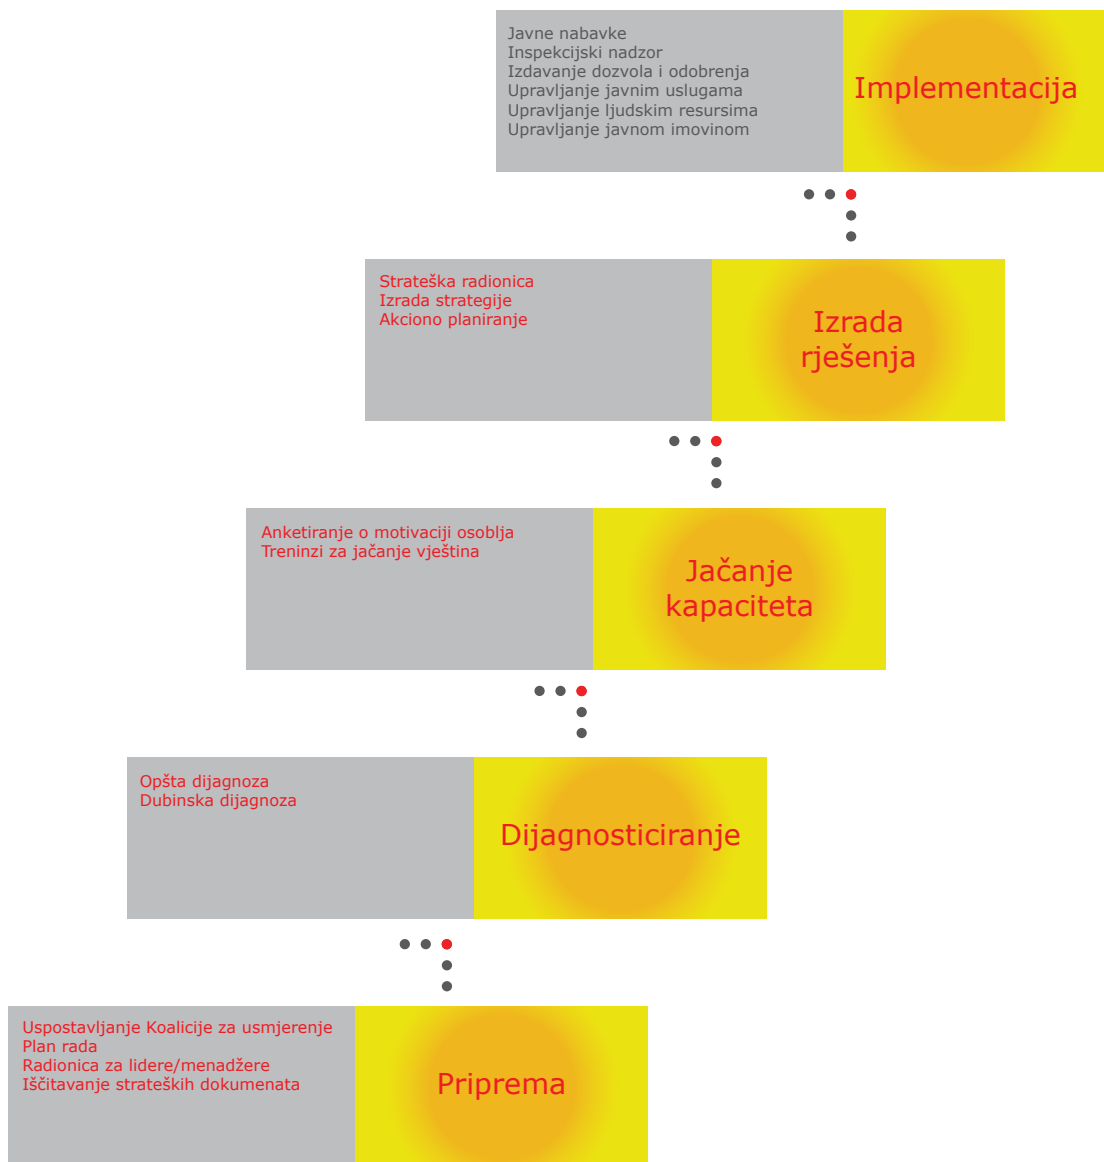 Javne nabavke
Inspekcijski nadzor
Izdavanje dozvola i odobrenja
Upravljanje javnim uslugama
Upravljanje ljudskim resursima
Upravljanje javnom imovinom
Implementacija
Strateška radionica
Izrada strategije
Akciono planiranje
Izrada
rješenja
Anketiranje o motivaciji osoblja
Treninzi za jačanje vještina
Jačanje
kapaciteta
Opšta dijagnoza
Dubinska dijagnoza
Dijagnosticiranje
Uspostavljanje Koalicije za usmjerenje
Plan rada
Radionica za lidere/menadžere
Iščitavanje strateških dokumenata
Priprema